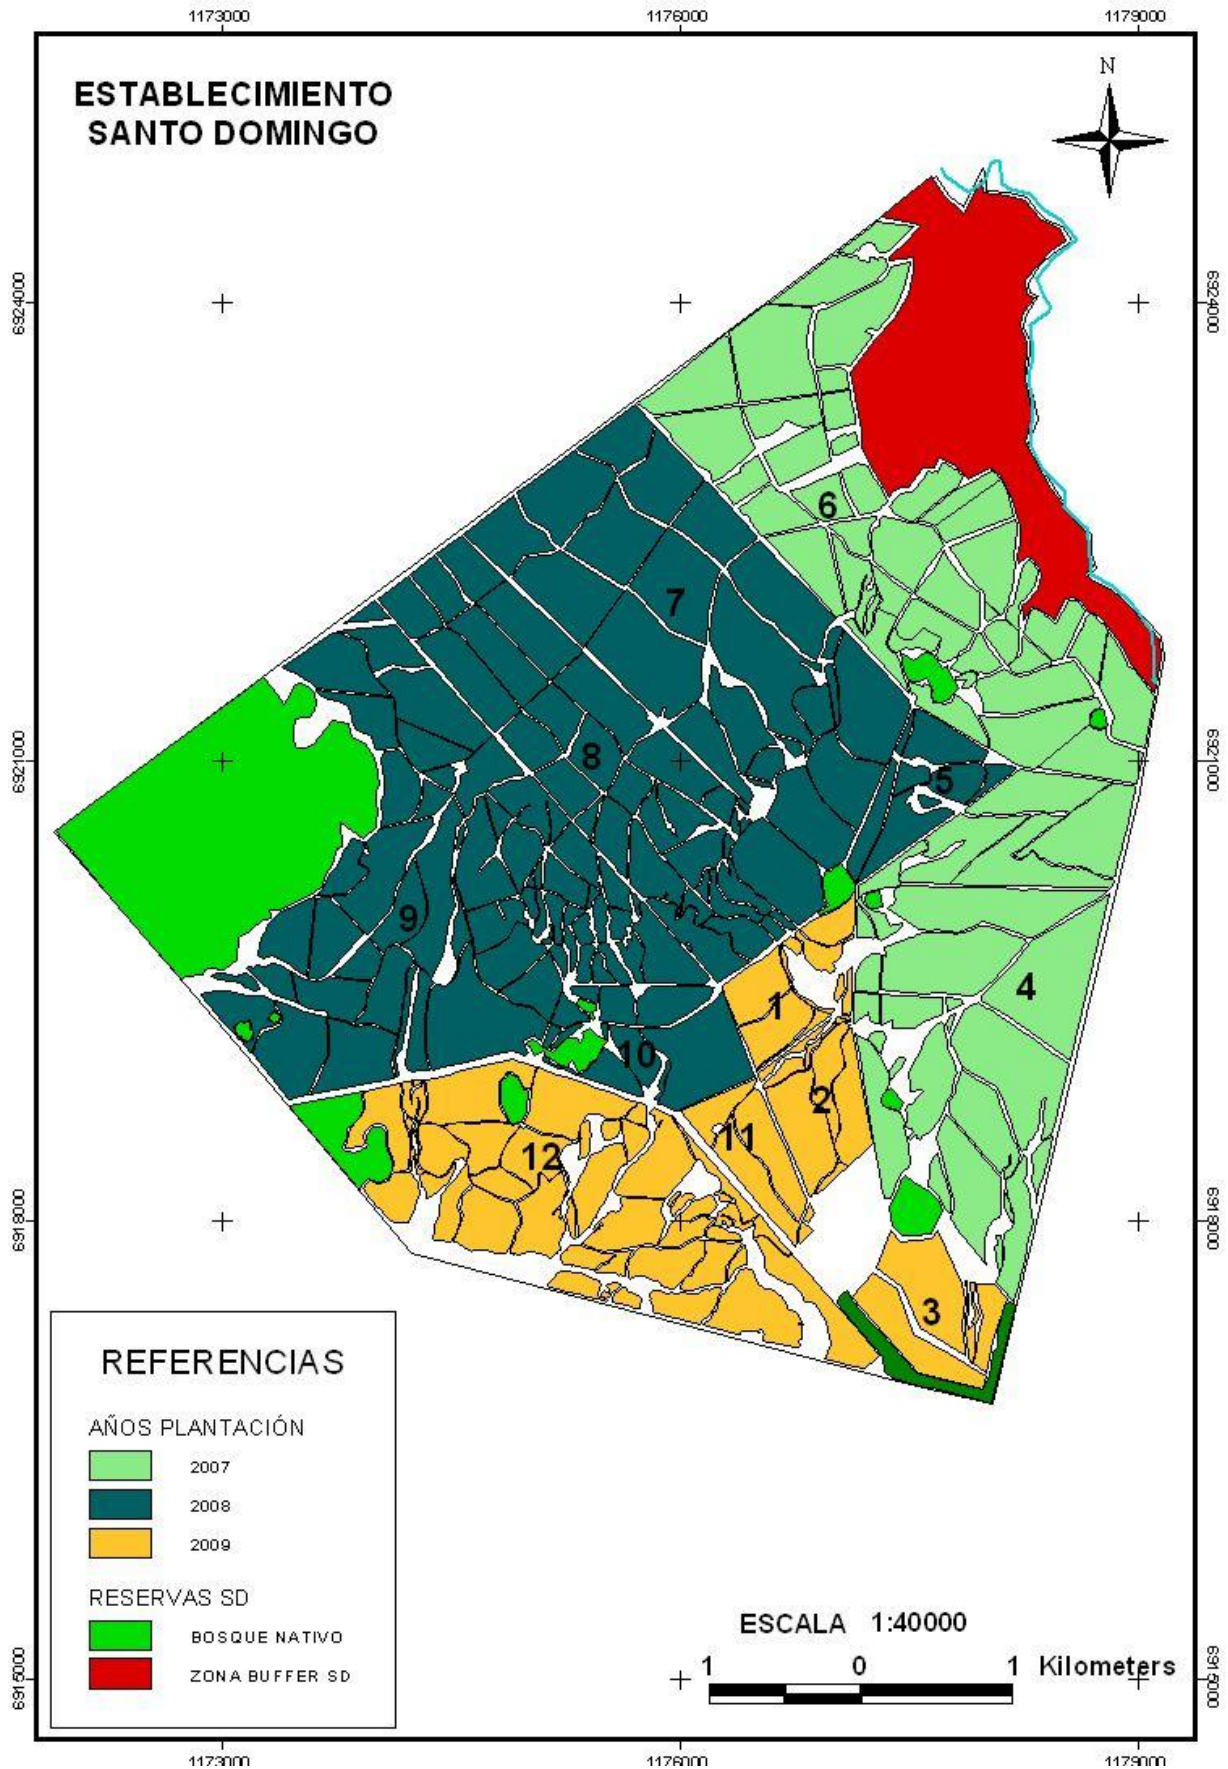 1173000 1176000 1179000
ESTABLECIMIENTO
SANTO DOMINGO
N
6924000 6924000
6
7
8
5
6921000 6921000
9
4
1
10
2
11
12
6918000 6918000
3
REFERENCIAS
AÑOS PLANTACIÓN
2007
2008
2009
RESERVAS SD
BOSQUE NATIVO
ZONA BUFFER SD
ESCALA 1:40000
1 0 1 Kilometers
6915000 6915000
1173000 1176000 1179000